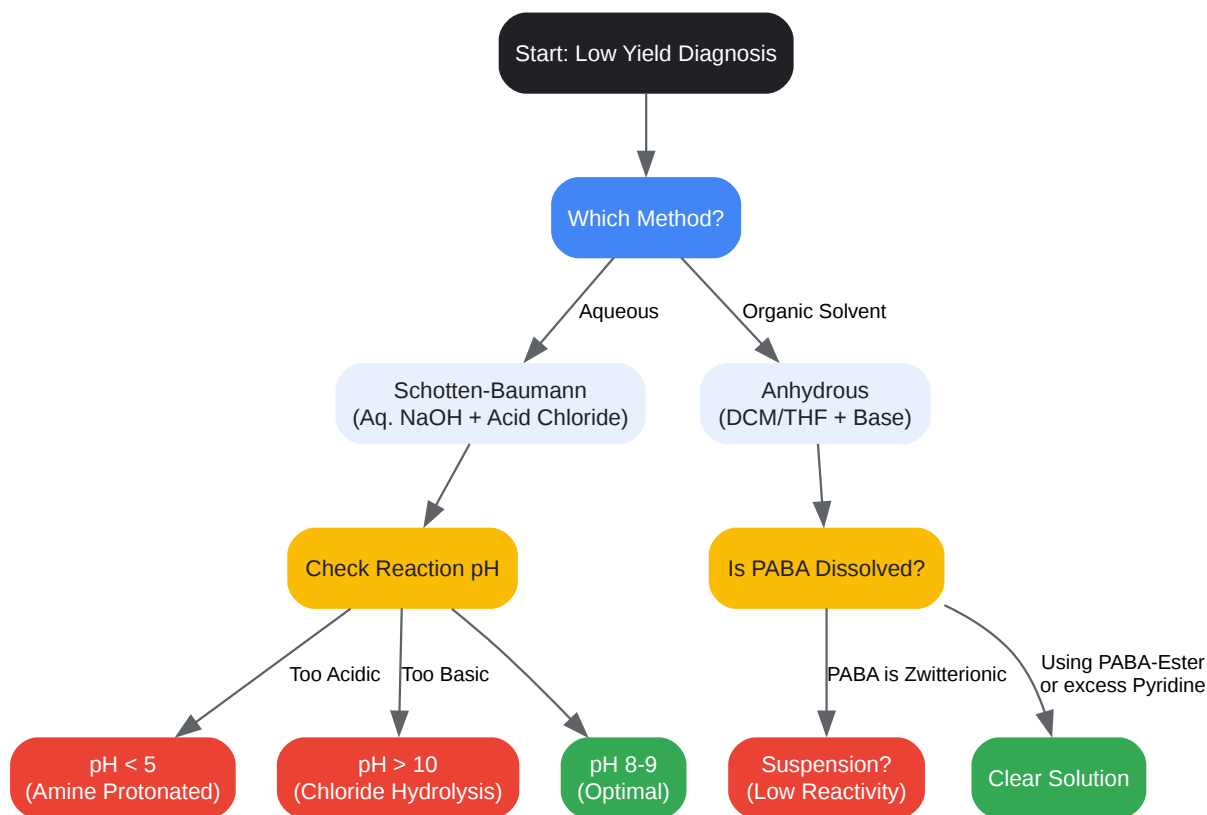 Start: Low Yield Diagnosis
Which Method?
Aqueous
Organic Solvent
Schotten-Baumann
(Aq. NaOH + Acid Chloride)
Anhydrous
(DCM/THF + Base)
Check Reaction pH
Is PABA Dissolved?
Too Acidic
Too Basic
PABA is Zwitterionic
Using PABA-Ester
or excess Pyridine
pH < 5
(Amine Protonated)
pH > 10
(Chloride Hydrolysis)
pH 8-9
(Optimal)
Suspension?
(Low Reactivity)
Clear Solution